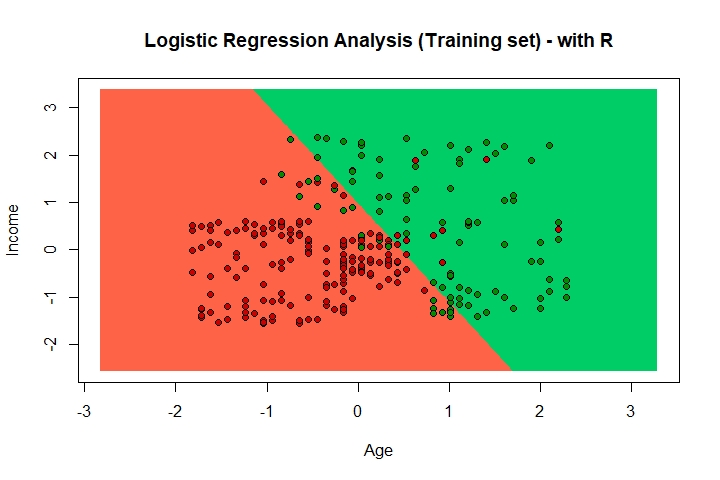 Logistic Regression Analysis (Training set) - with R
Income
3
2
1
0
-1
-2
-3 -2 -1 0 1 2 3
Age